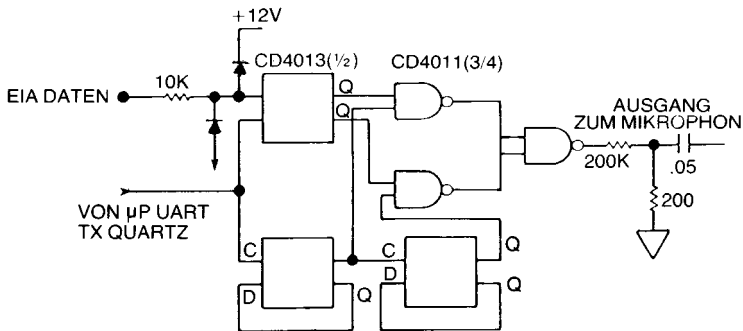 +12V
CD4013(½)
CD4011(3/4)
10K
EIA DATEN
Q
Q
AUSGANG
ZUM MIKROPHON
200K
.05
VON µP UART
TX QUARTZ
200
C
D
Q
C
D
Q
Q